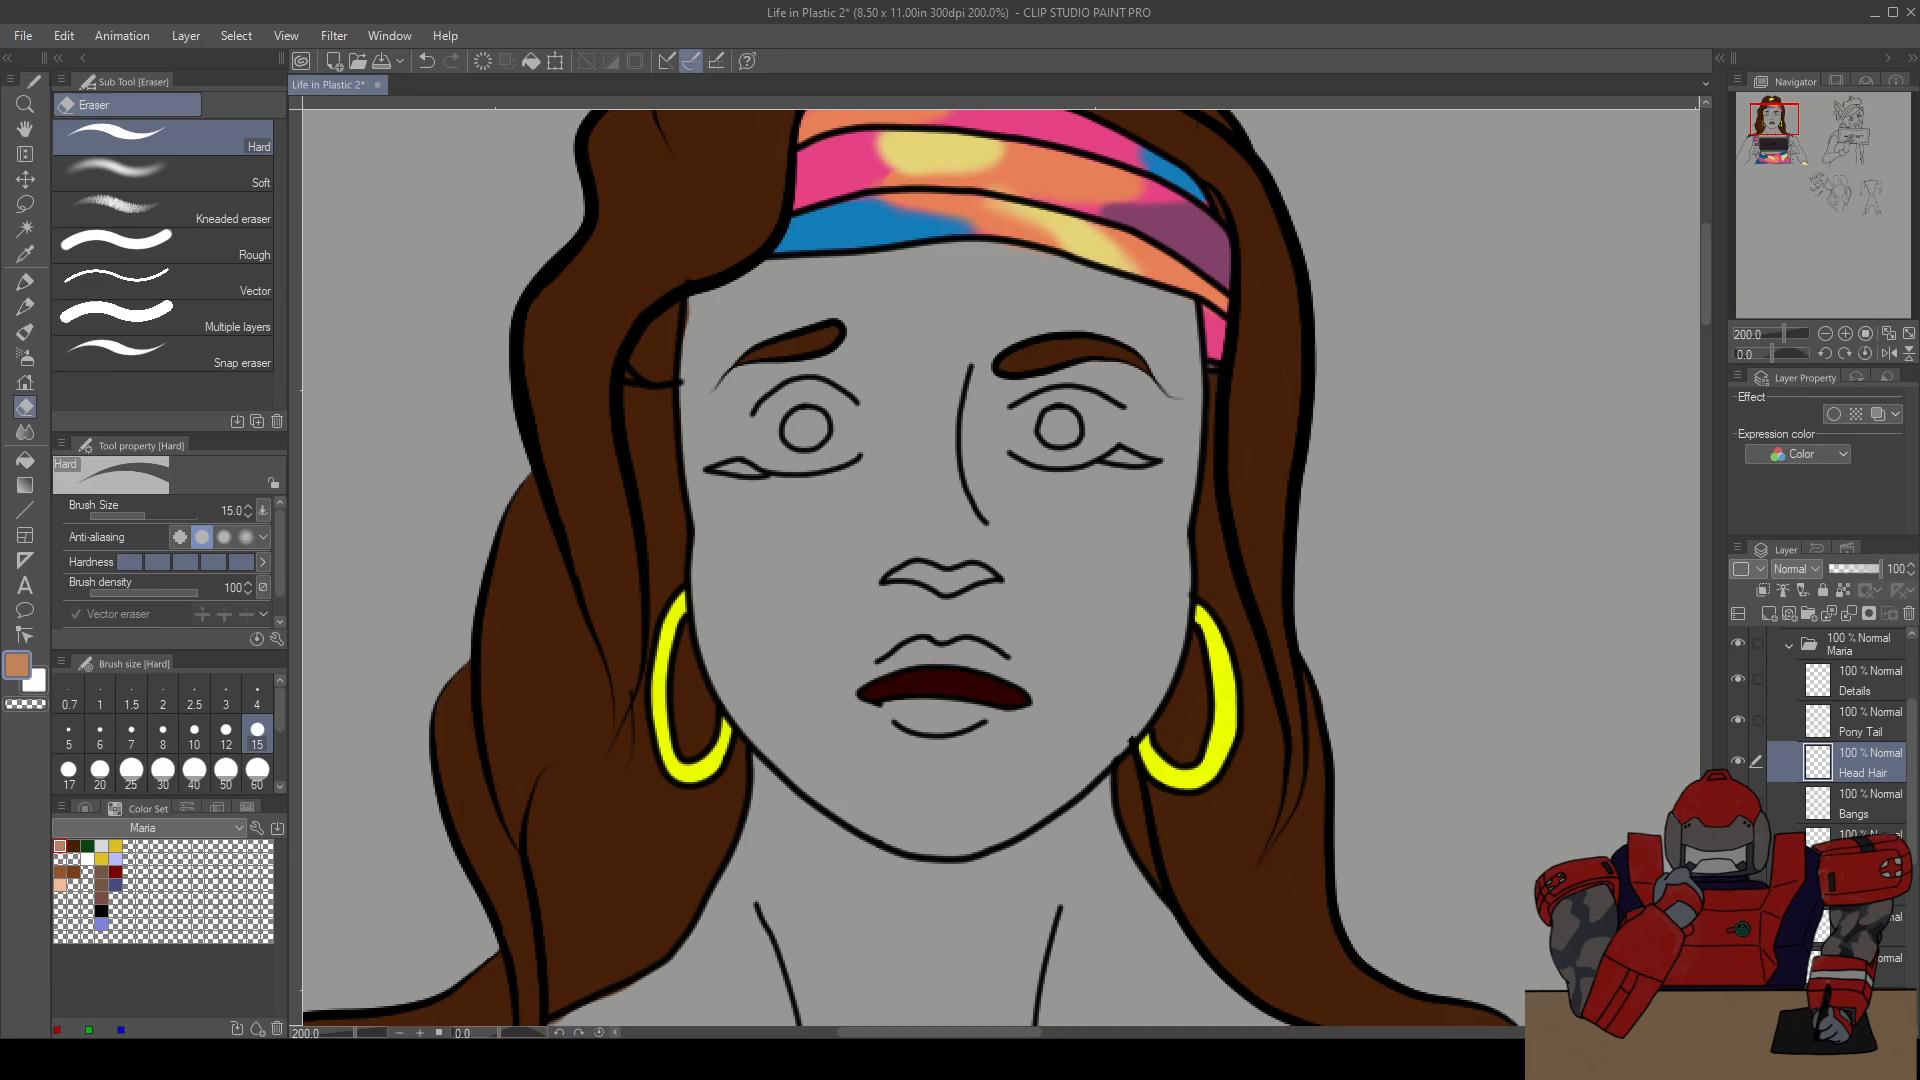 Life in Plastic 2* (8.50 x 11.00in 300dpi 200.0%) - CLIP STUDIO PAINT PRO
File Edit Animation Layer Select View Filter Window Help
Sub Tool [Eraser]
Eraser
Hard
Soft
Kneaded eraser
Rough
Vector
Multiple layers
Snap eraser
Tool property [Hard]
Hard
Brush Size 15.0
Anti-aliasing
Hardness
Brush density 100
Vector eraser
Brush size [Hard]
0.7 1 1.5 2 2.5 3 4
5 6 7 8 10 12 15
17 20 25 30 40 50 60
Color Set
Maria
Life in Plastic 2*
200.0 0.0
Navigator
200.0
0.0
Layer Property
Effect
Expression color
Color
Layer
Normal 100
100 % Normal
Maria
100 % Normal
Details
100 % Normal
Pony Tail
100 % Normal
Head Hair
100 % Normal
Bangs